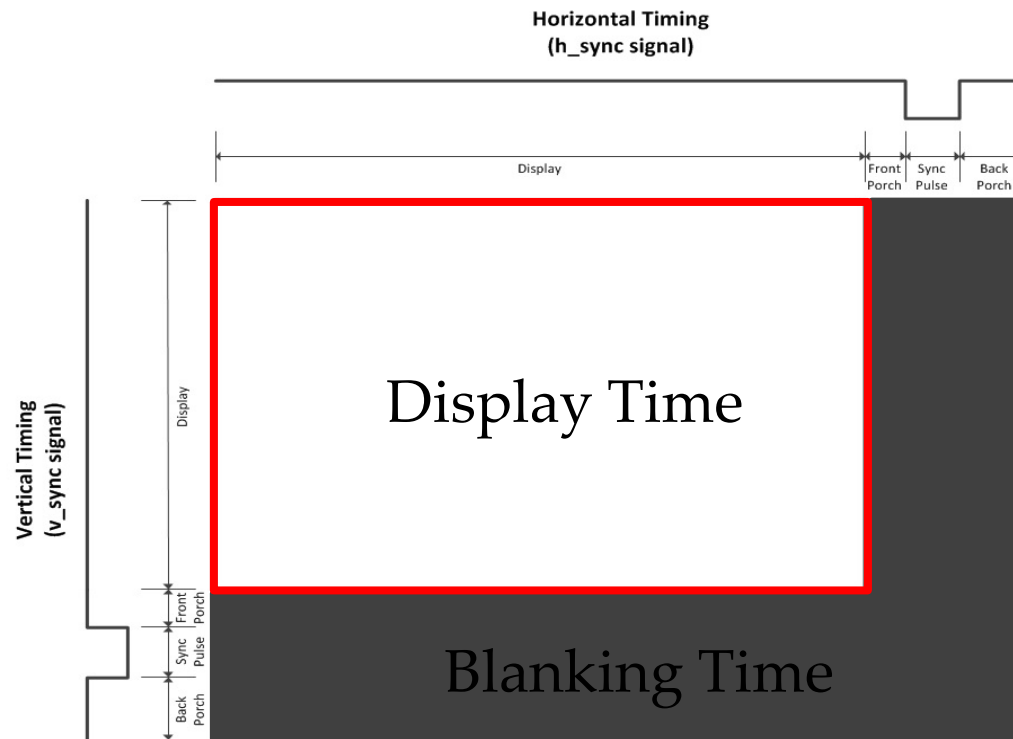 Horizontal Timing
(h_sync signal)
Display
Front
Porch
Sync
Pulse
Back
Porch
Vertical Timing
(v_sync signal)
Display
Display Time
Front
Porch
Sync
Pulse
Back
Porch
Blanking Time